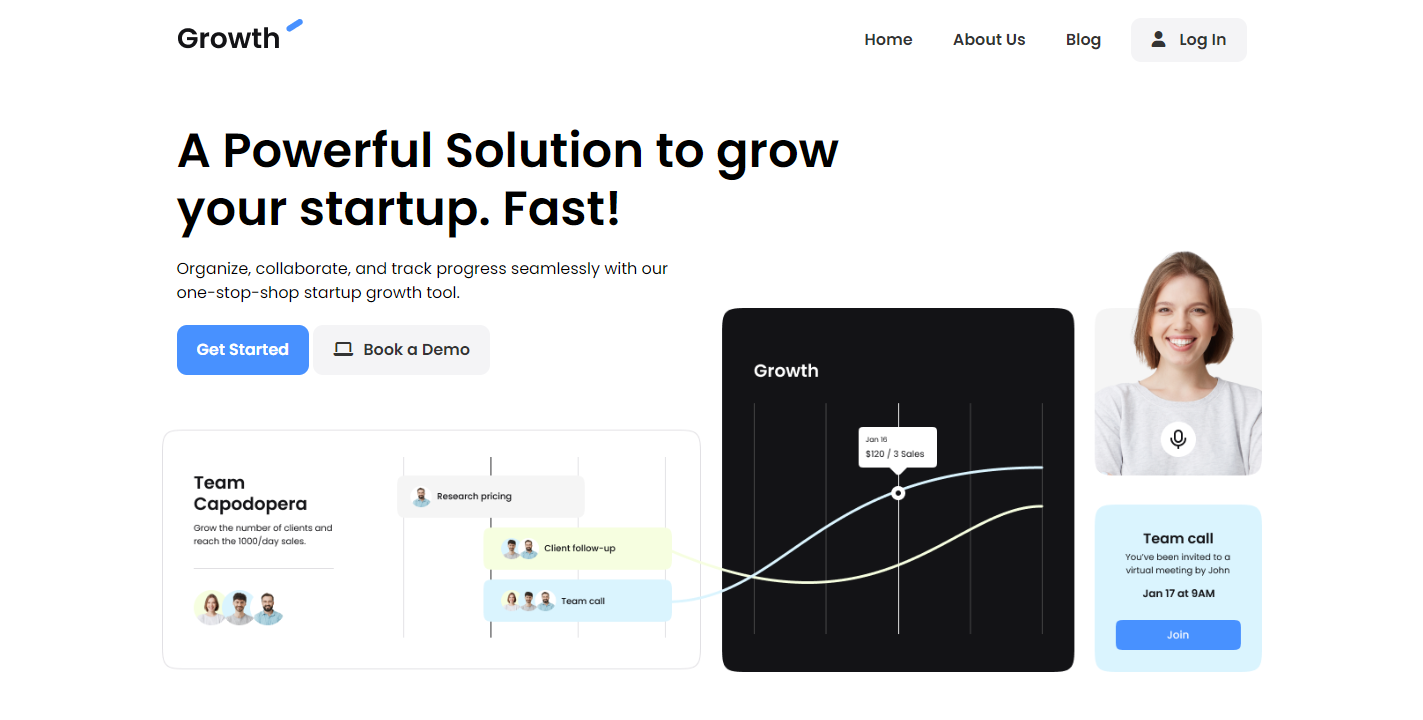 Growth
Home
About Us
Blog
Log In
A Powerful Solution to grow
your startup. Fast!
Organize, collaborate, and track progress seamlessly with our
one-stop-shop startup growth tool.
Get Started
Book a Demo
Team
Capodopera
Grow the number of clients and
reach the 1000/day sales.
Research pricing
Client follow-up
Team call
Growth
Jan 16
$120 / 3 Sales
Team call
You've been invited to a
virtual meeting by John
Jan 17 at 9AM
Join